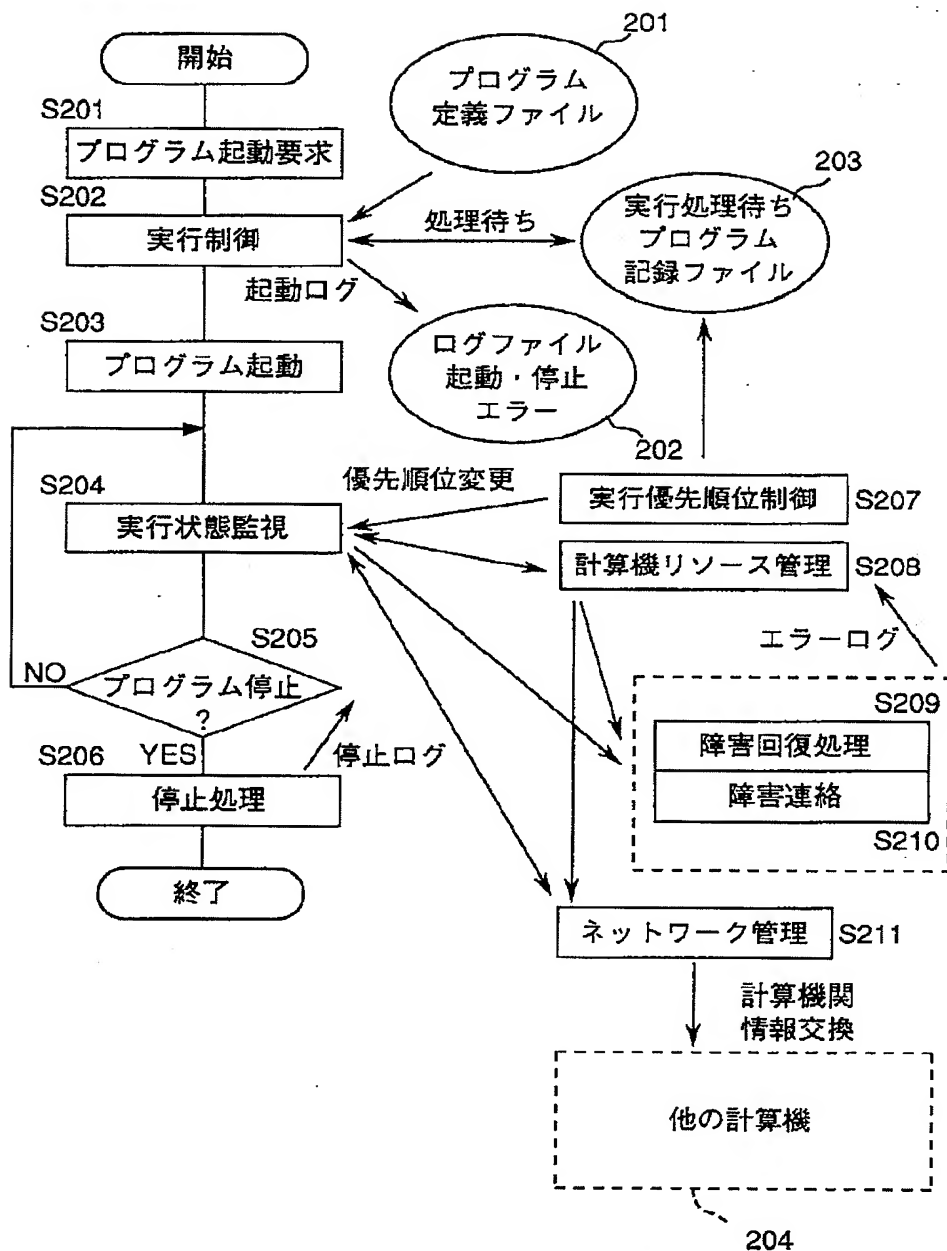 開始
201
プログラム
定義ファイル
S201
プログラム起動要求
S202
実行制御
処理待ち
203
実行処理待ち
プログラム
記録ファイル
起動ログ
S203
プログラム起動
ログファイル
起動・停止
エラー
202
S204
実行状態監視
優先順位変更
実行優先順位制御
S207
計算機リソース管理
S208
エラーログ
S205
NO
プログラム停止
?
YES
停止ログ
S206
停止処理
終了
S209
障害回復処理
障害連絡
S210
ネットワーク管理
S211
計算機関
情報交換
他の計算機
204